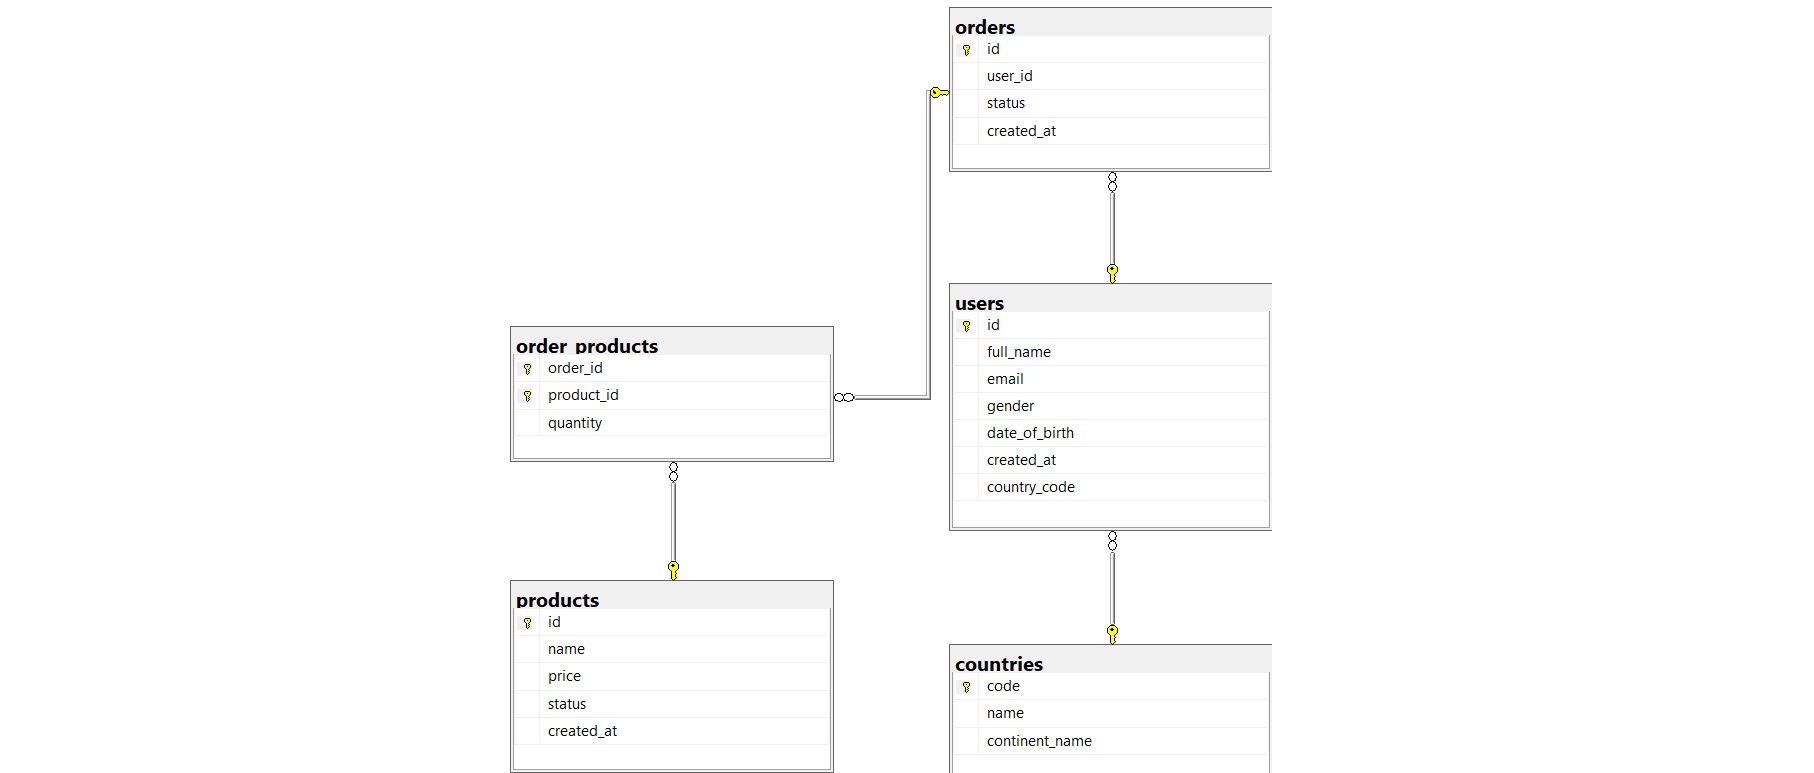 orders
id
user_id
status
created_at
users
id
full_name
email
gender
date_of_birth
created_at
country_code
order_products
order_id
product_id
quantity
products
id
name
price
status
created_at
countries
code
name
continent_name